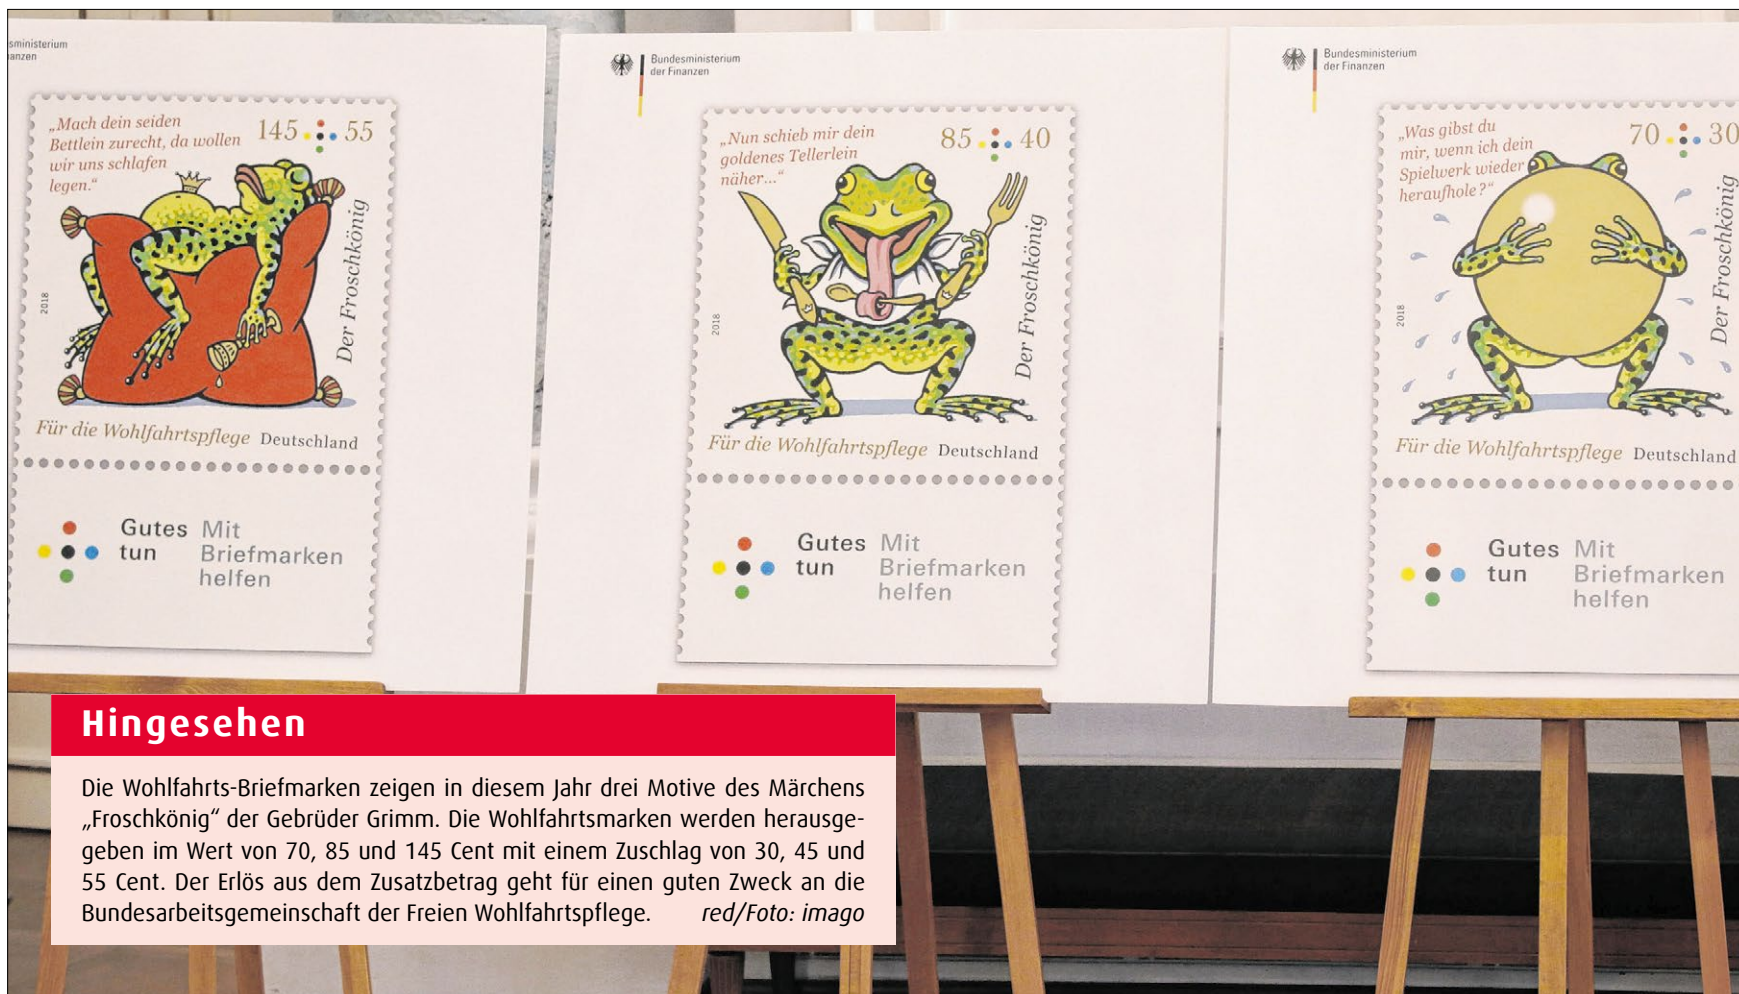 sministerium
anzen
„Mach dein seiden
Bettlein zurecht, da wollen
wir uns schlafen
legen.“
145 55
2018
Der Froschkönig
Für die Wohlfahrtspflege Deutschland
Gutes Mit
tun Briefmarken
helfen
Bundesministerium
der Finanzen
„Nun schieb mir dein
goldenes Tellerlein
näher...“
85 40
2018
Der Froschkönig
Für die Wohlfahrtspflege Deutschland
Gutes Mit
tun Briefmarken
helfen
Bundesministerium
der Finanzen
„Was gibst du
mir, wenn ich dein
Spielwerk wieder
heraufhole?“
70 30
2018
Der Froschkönig
Für die Wohlfahrtspflege Deutschland
Gutes Mit
tun Briefmarken
helfen
Hingesehen
Die Wohlfahrts-Briefmarken zeigen in diesem Jahr drei Motive des Märchens
„Froschkönig“ der Gebrüder Grimm. Die Wohlfahrtsmarken werden herausge-
geben im Wert von 70, 85 und 145 Cent mit einem Zuschlag von 30, 45 und
55 Cent. Der Erlös aus dem Zusatzbetrag geht für einen guten Zweck an die
Bundesarbeitsgemeinschaft der Freien Wohlfahrtspflege. red/Foto: imago